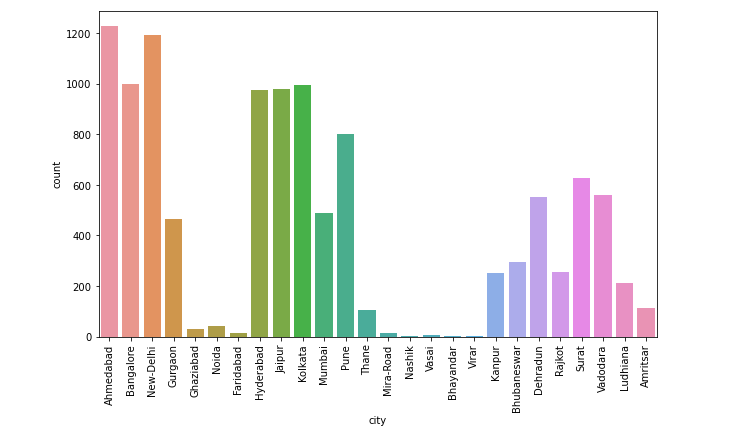 1200
1000
800
600
400
200
0
count
Ahmedabad
Bangalore
New-Delhi
Gurgaon
Ghaziabad
Noida
Faridabad
Hyderabad
Jaipur
Kolkata
Mumbai
Pune
Thane
Mira-Road
Nashik
Vasai
Bhayandar
Virar
Kanpur
Bhubaneswar
Dehradun
Rajkot
Surat
Vadodara
Ludhiana
Amritsar
city